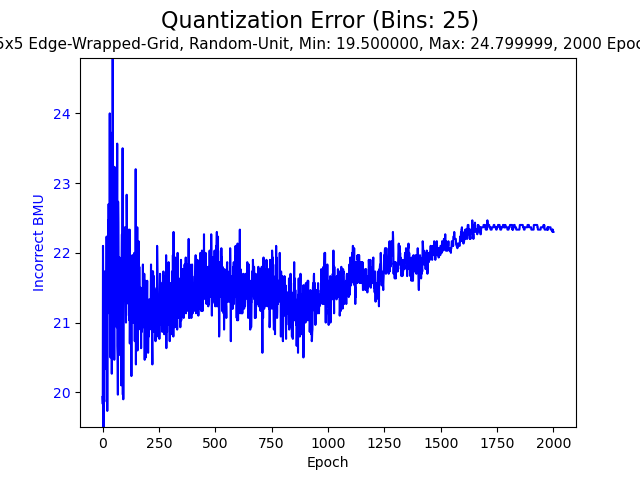 Quantization Error (Bins: 25)
5x5 Edge-Wrapped-Grid, Random-Unit, Min: 19.500000, Max: 24.799999, 2000 Epoc
24
23
22
21
20
Incorrect BMU
0 250 500 750 1000 1250 1500 1750 2000
Epoch